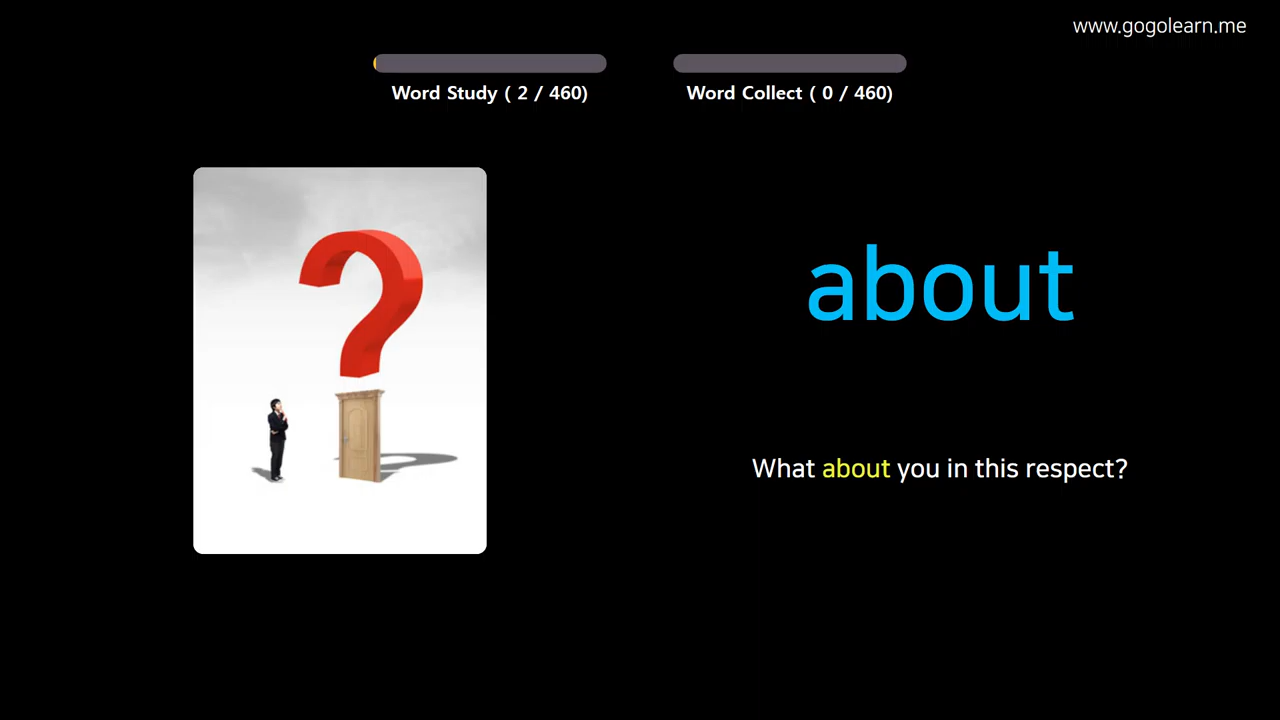 www.gogolearn.me
Word Study ( 2 / 460)
Word Collect ( 0 / 460)
about
What about you in this respect?